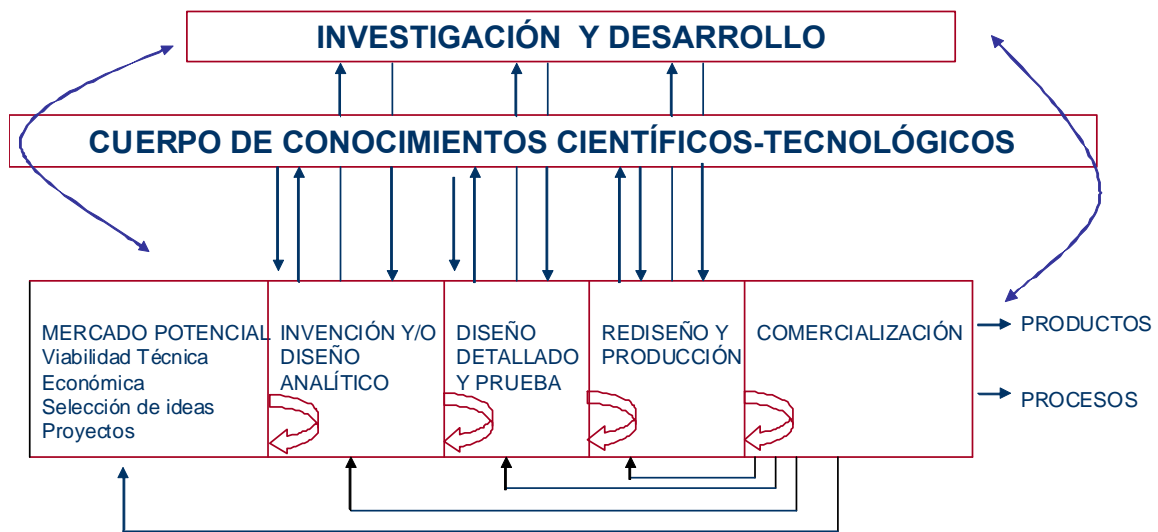 INVESTIGACIÓN Y DESARROLLO
CUERPO DE CONOCIMIENTOS CIENTÍFICOS-TECNOLÓGICOS
MERCADO POTENCIAL
Viabilidad Técnica
Económica
Selección de ideas
Proyectos
INVENCIÓN Y/O
DISEÑO
ANALÍTICO
DISEÑO
DETALLADO
Y PRUEBA
REDISEÑO Y
PRODUCCIÓN
COMERCIALIZACIÓN
PRODUCTOS
PROCESOS